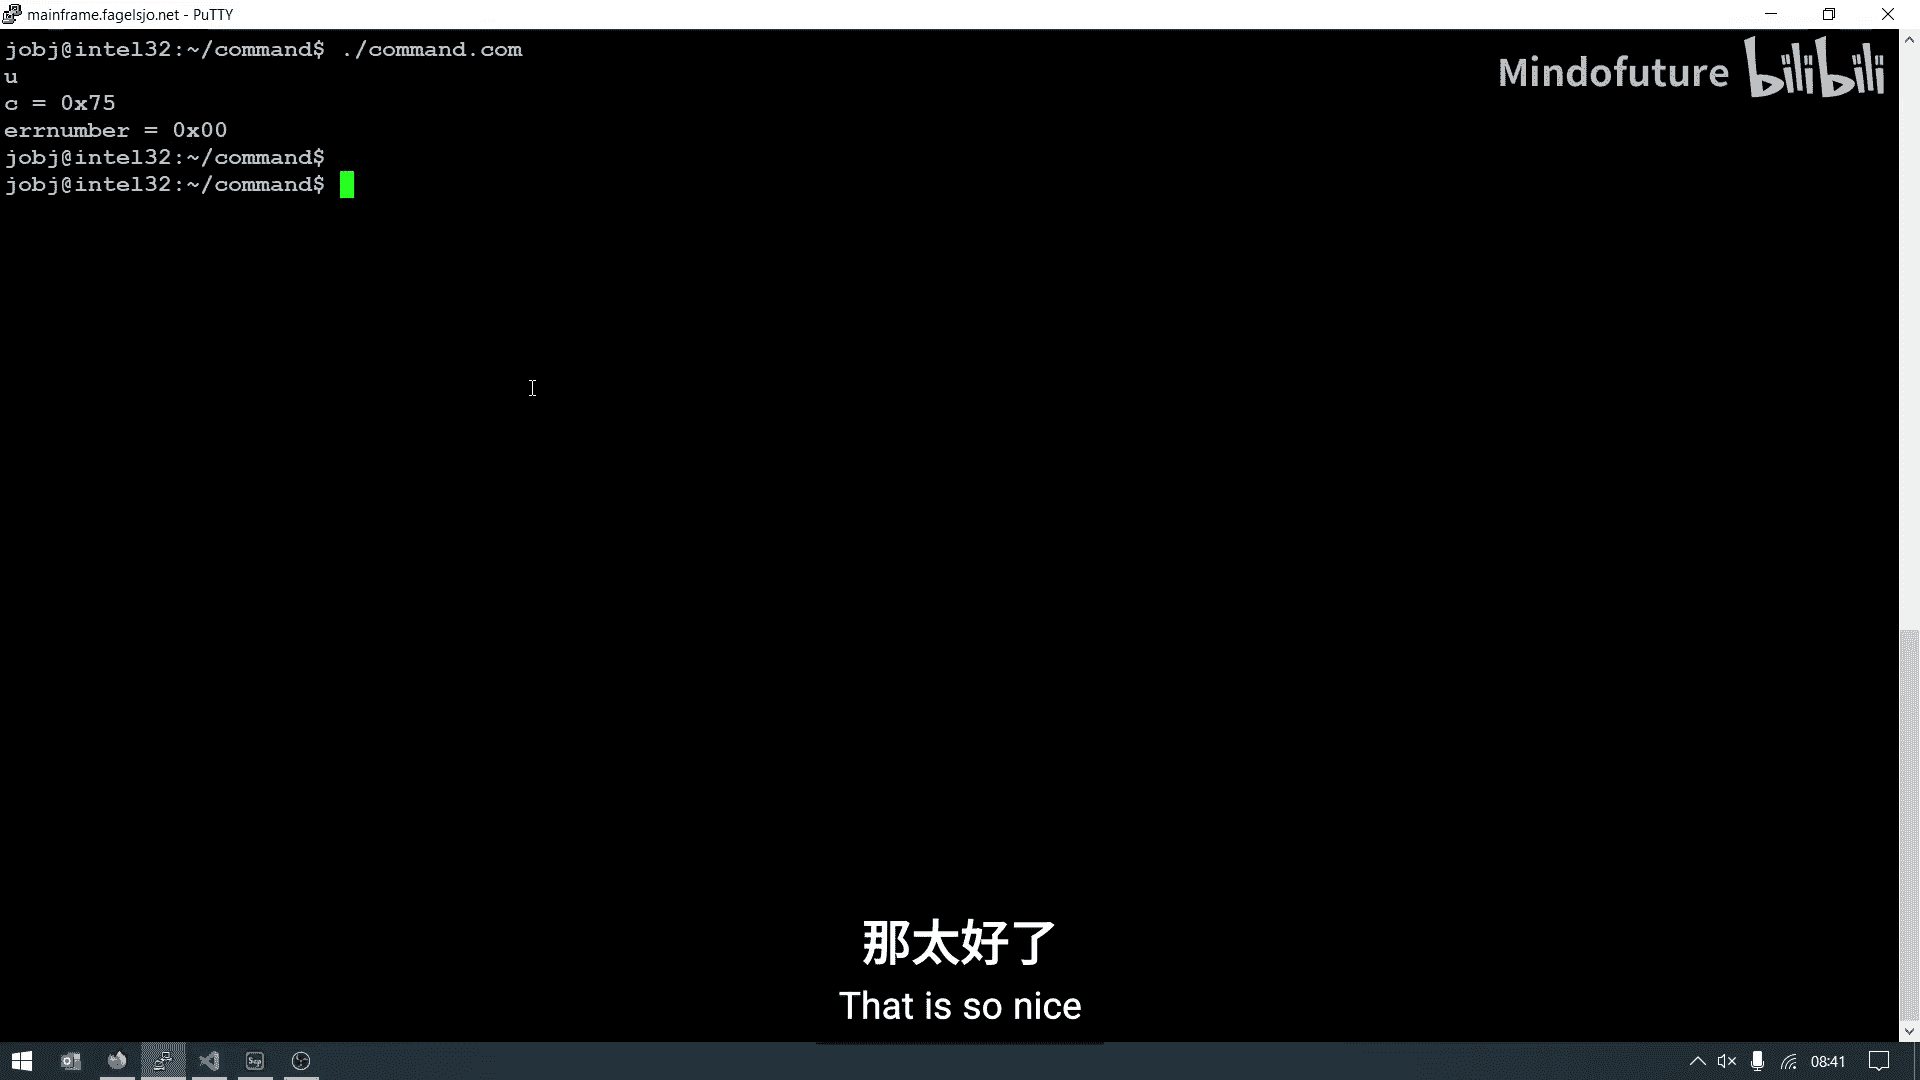 mainframe.fagelsjo.net - PuTTY
jobj@intel32:~/command$ ./command.com
u
c = 0x75
errnumber = 0x00
jobj@intel32:~/command$
jobj@intel32:~/command$
Mindofuture bilibili
那太好了
That is so nice
08:41